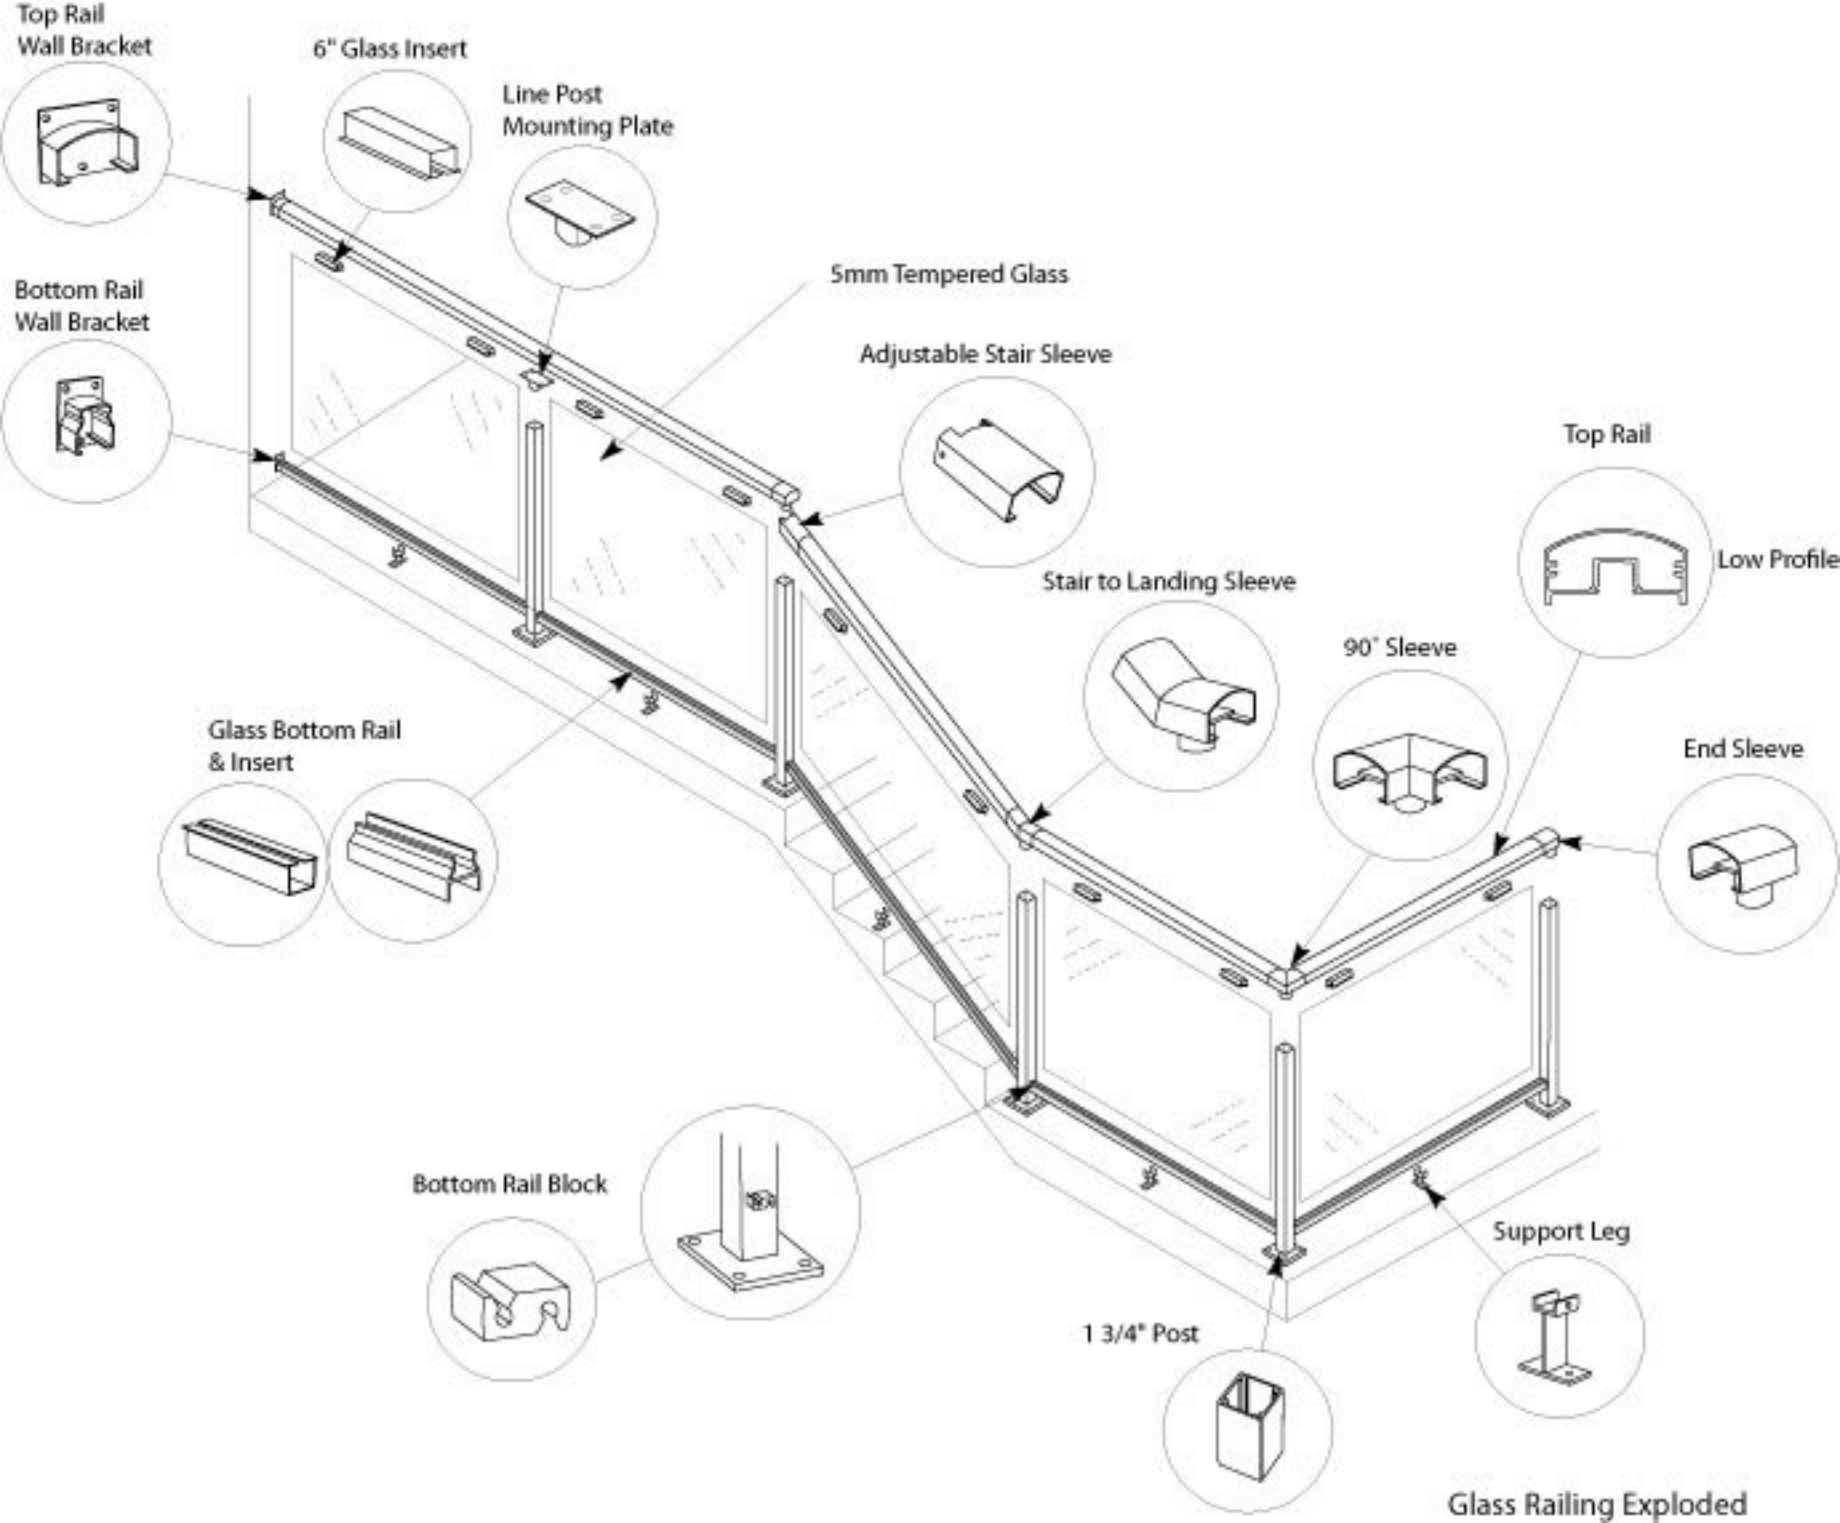 Top Rail
Wall Bracket
6" Glass Insert
Line Post
Mounting Plate
5mm Tempered Glass
Bottom Rail
Wall Bracket
Adjustable Stair Sleeve
Top Rail
Low Profile
Stair to Landing Sleeve
90° Sleeve
Glass Bottom Rail
& Insert
End Sleeve
Bottom Rail Block
Support Leg
1 3/4" Post
Glass Railing Exploded